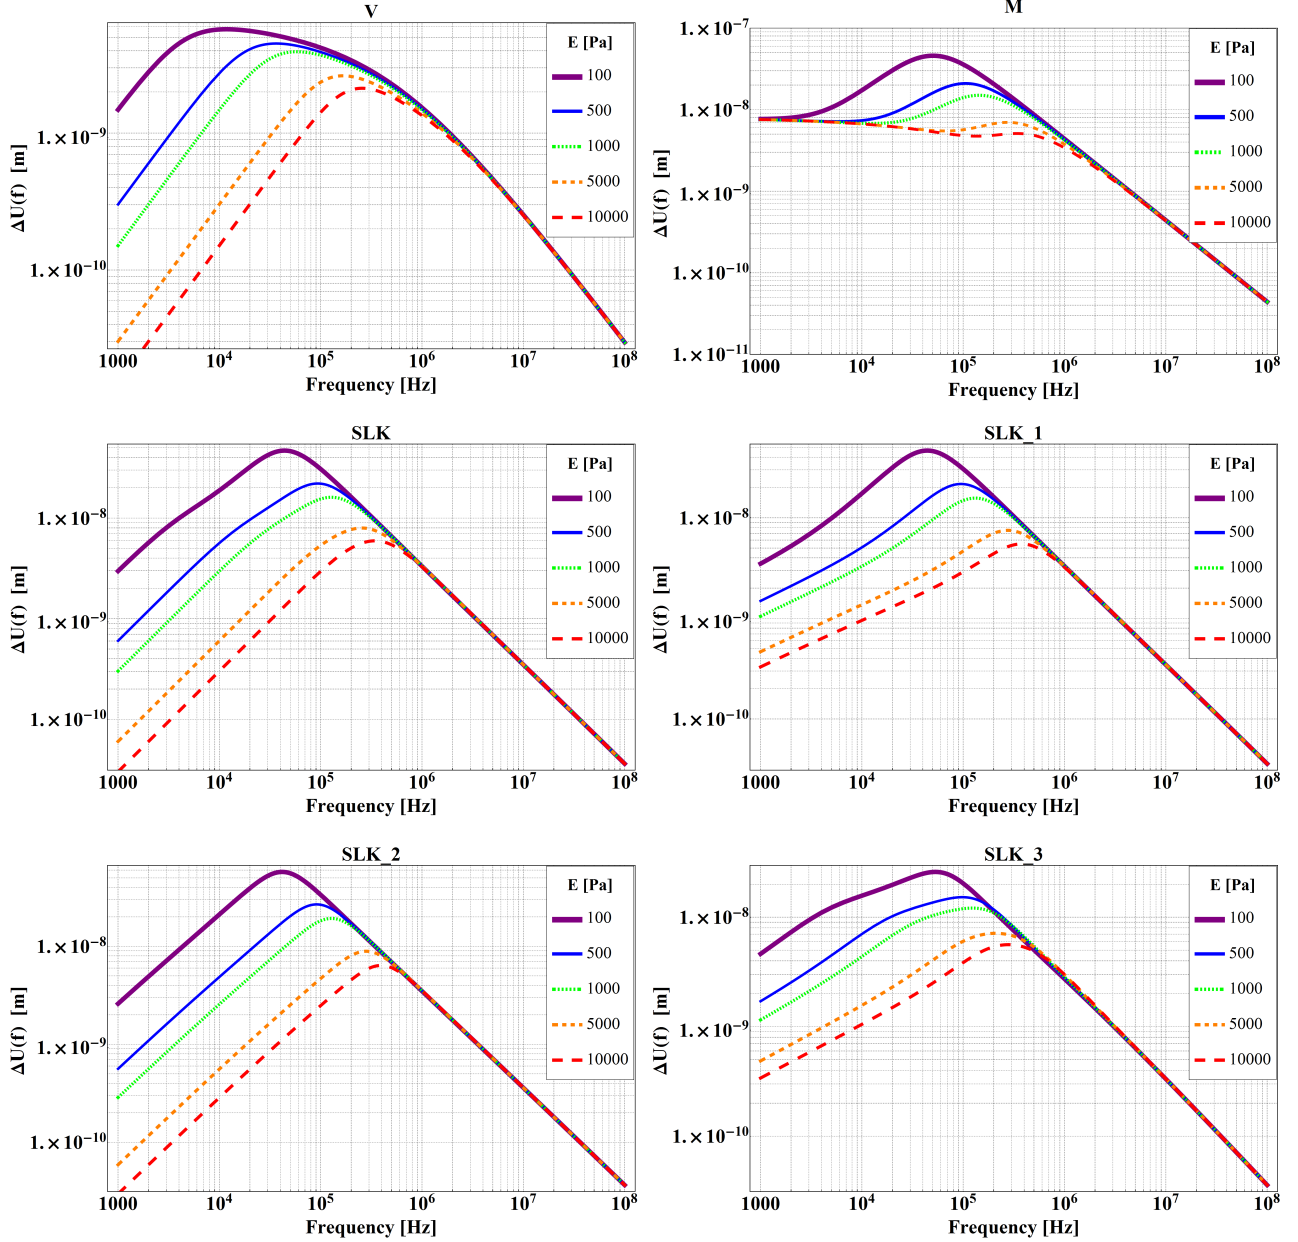 V
E [Pa]
100
500
1000
5000
10000
1.×10⁻⁹
1.×10⁻¹⁰
ΔU(f) [m]
1000 10⁴ 10⁵ 10⁶ 10⁷ 10⁸
Frequency [Hz]
M
E [Pa]
100
500
1000
5000
10000
1.×10⁻⁷
1.×10⁻⁸
1.×10⁻⁹
1.×10⁻¹⁰
1.×10⁻¹¹
ΔU(f) [m]
1000 10⁴ 10⁵ 10⁶ 10⁷ 10⁸
Frequency [Hz]
SLK
E [Pa]
100
500
1000
5000
10000
1.×10⁻⁸
1.×10⁻⁹
1.×10⁻¹⁰
ΔU(f) [m]
1000 10⁴ 10⁵ 10⁶ 10⁷ 10⁸
Frequency [Hz]
SLK_1
E [Pa]
100
500
1000
5000
10000
1.×10⁻⁸
1.×10⁻⁹
1.×10⁻¹⁰
ΔU(f) [m]
1000 10⁴ 10⁵ 10⁶ 10⁷ 10⁸
Frequency [Hz]
SLK_2
E [Pa]
100
500
1000
5000
10000
1.×10⁻⁸
1.×10⁻⁹
1.×10⁻¹⁰
ΔU(f) [m]
1000 10⁴ 10⁵ 10⁶ 10⁷ 10⁸
Frequency [Hz]
SLK_3
E [Pa]
100
500
1000
5000
10000
1.×10⁻⁸
1.×10⁻⁹
1.×10⁻¹⁰
ΔU(f) [m]
1000 10⁴ 10⁵ 10⁶ 10⁷ 10⁸
Frequency [Hz]